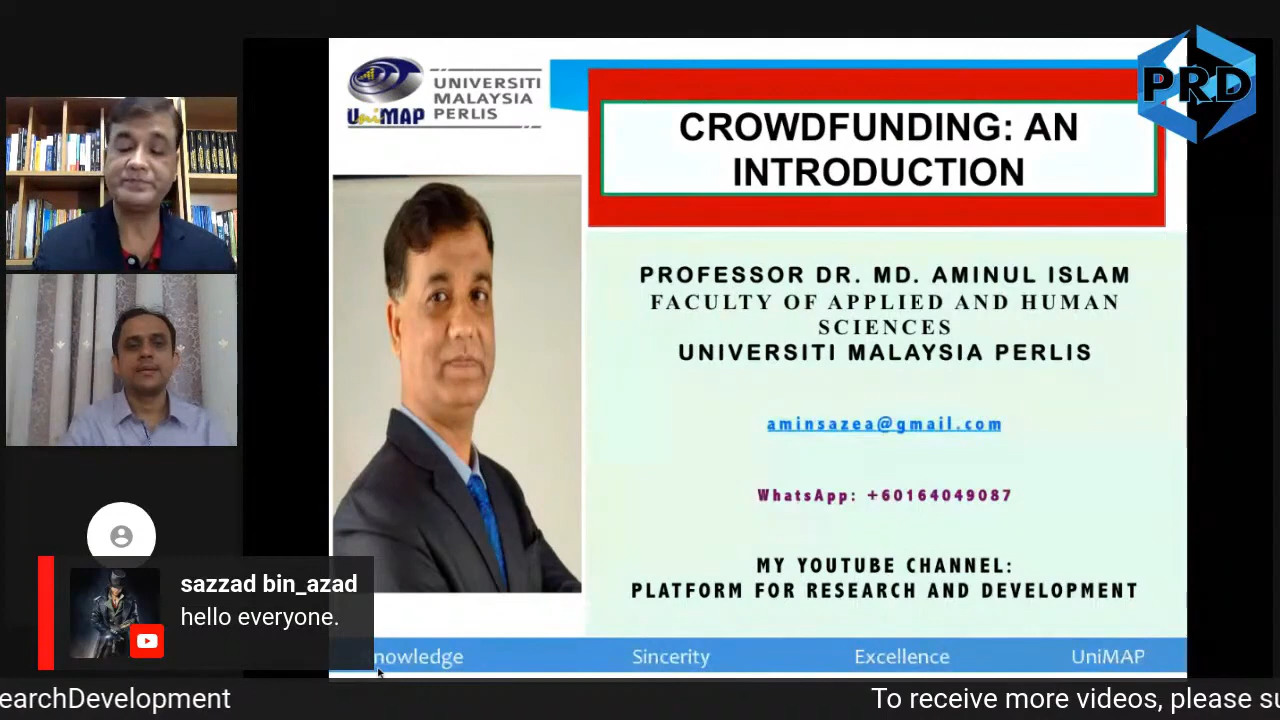 UniMAP
UNIVERSITI
MALAYSIA
PERLIS
PRD
CROWDFUNDING: AN
INTRODUCTION
PROFESSOR DR. MD. AMINUL ISLAM
FACULTY OF APPLIED AND HUMAN
SCIENCES
UNIVERSITI MALAYSIA PERLIS
aminsazea@gmail.com
WhatsApp: +60164049087
MY YOUTUBE CHANNEL:
PLATFORM FOR RESEARCH AND DEVELOPMENT
sazzad bin_azad
hello everyone.
nowledge Sincerity Excellence UniMAP
earchDevelopment To receive more videos, please su